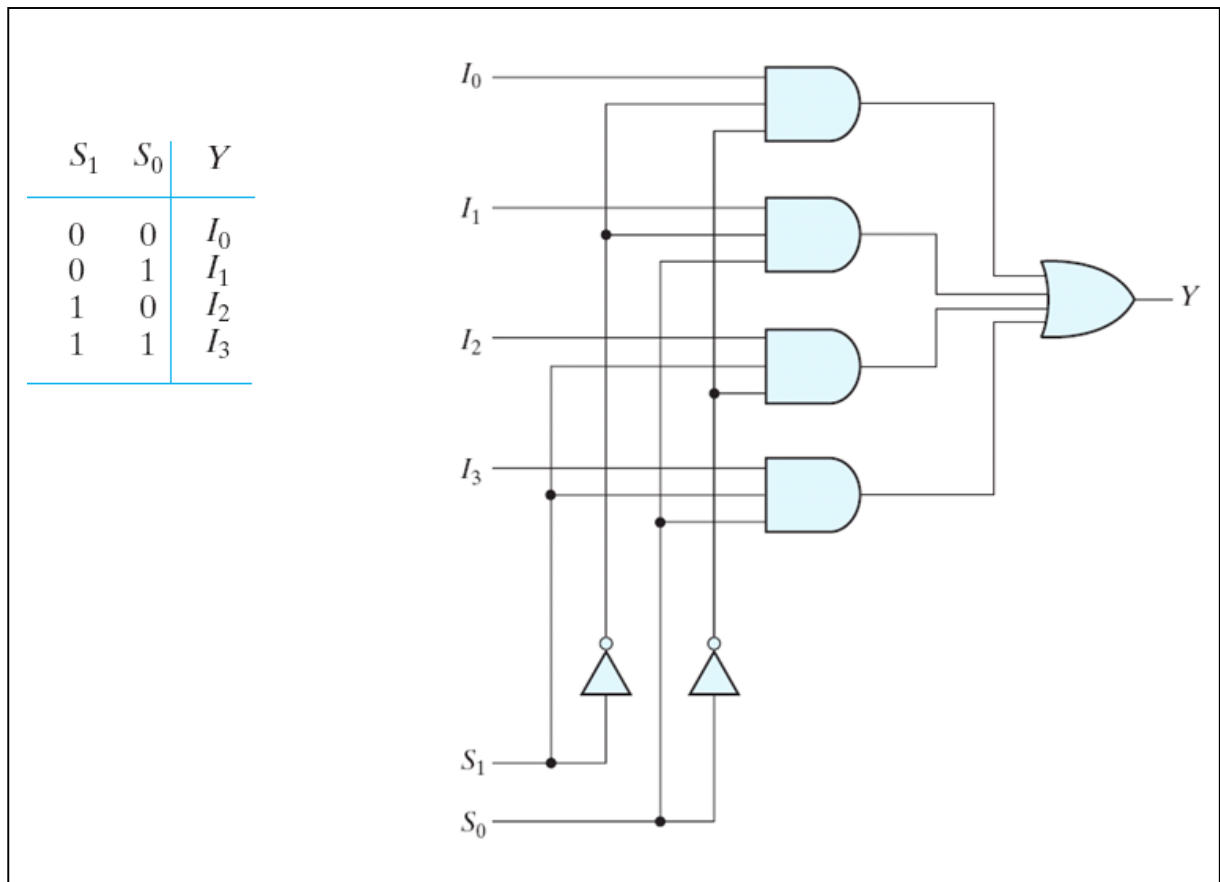 S₁ S₀ Y
0 0 I₀
0 1 I₁
1 0 I₂
1 1 I₃
I₀
I₁
I₂
I₃
S₁
S₀
Y